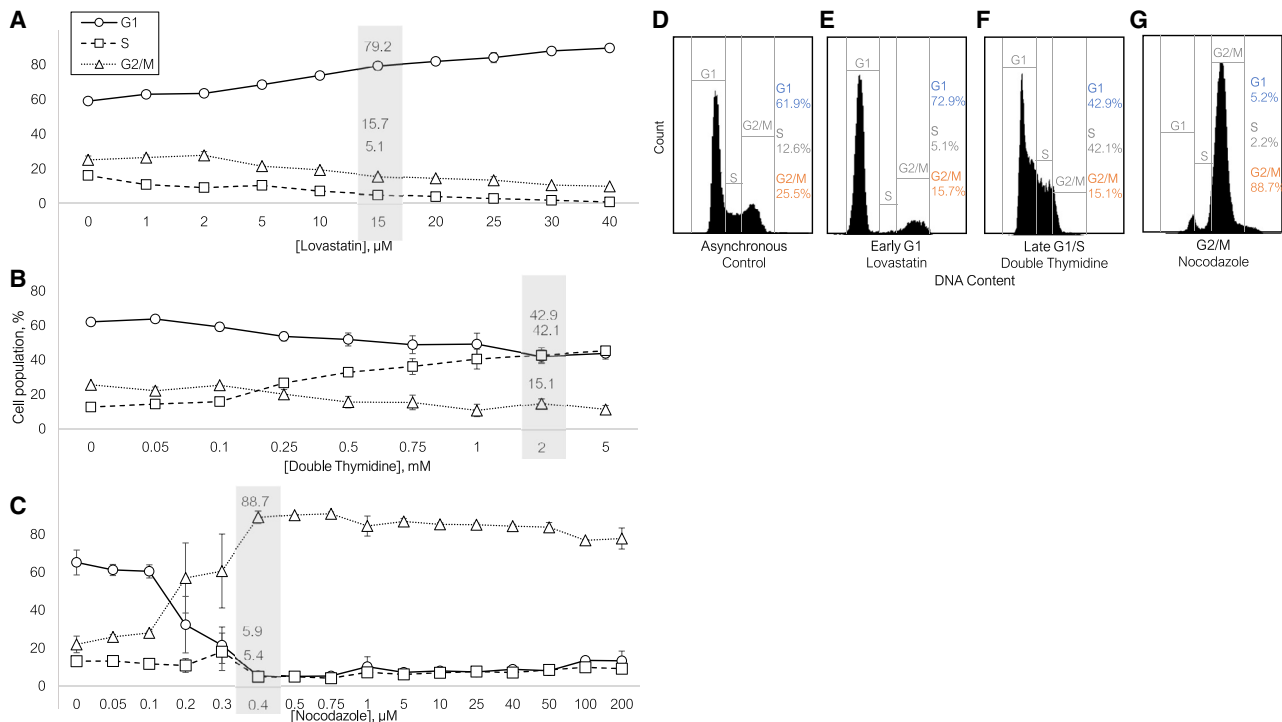 A
G1
S
G2/M
80
60
40
20
0
79.2
15.7
5.1
0 1 2 5 10 15 20 25 30 40
[Lovastatin], µM
B
Cell population, %
80
60
40
20
0
42.9
42.1
15.1
0 0.05 0.1 0.25 0.5 0.75 1 2 5
[Double Thymidine], mM
C
80
60
40
20
0
88.7
5.9
5.4
0 0.05 0.1 0.2 0.3 0.4 0.5 0.75 1 5 10 25 40 50 100 200
[Nocodazole], µM
D
Count
G1
S
G2/M
G1
61.9%
S
12.6%
G2/M
25.5%
Asynchronous
Control
E
G1
S
G2/M
G1
72.9%
S
5.1%
G2/M
15.7%
Early G1
Lovastatin
F
G1
S
G2/M
G1
42.9%
S
42.1%
G2/M
15.1%
Late G1/S
Double Thymidine
G
G1
S
G2/M
G1
5.2%
S
2.2%
G2/M
88.7%
G2/M
Nocodazole
DNA Content